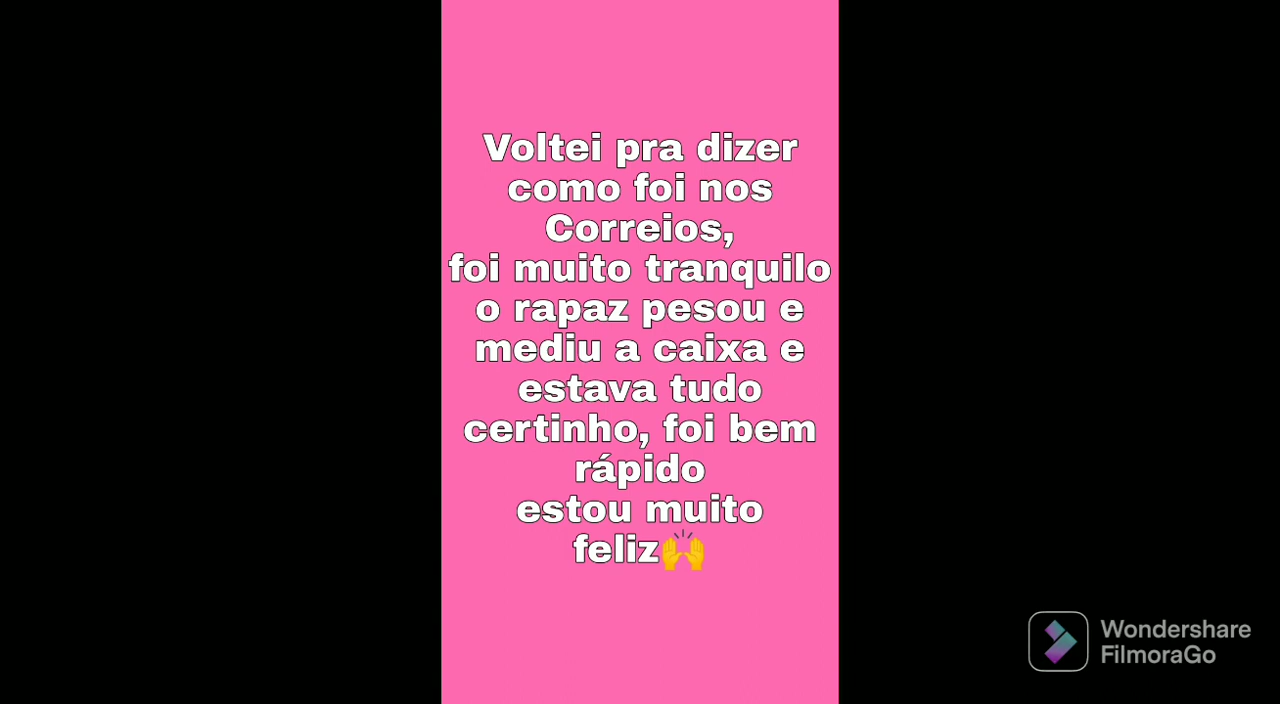 Voltei pra dizer
como foi nos
Correios,
foi muito tranquilo
o rapaz pesou e
mediu a caixa e
estava tudo
certinho, foi bem
rápido
estou muito
feliz🙌
Wondershare
FilmoraGo